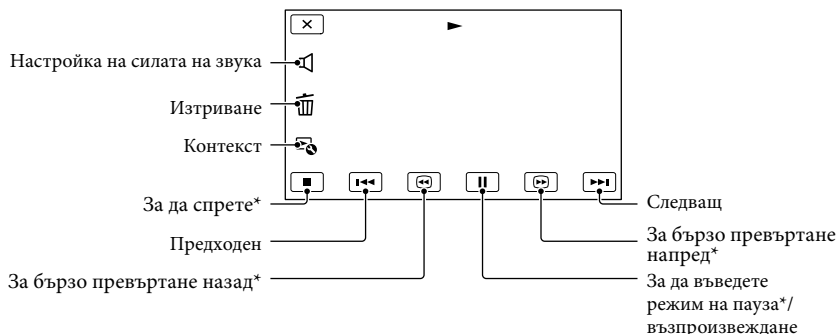 Настройка на силата на звука
Изтриване
Контекст
За да спрете*
Предходен
За бързо превъртане назад*
Следващ
За бързо превъртане
напред*
За да въведете
режим на пауза*/
възпроизвеждане